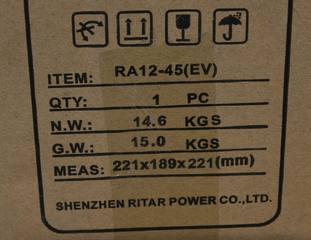 ITEM: RA12-45(EV)
QTY: 1 PC
N.W.: 14.6 KGS
G.W.: 15.0 KGS
MEAS: 221x189x221(mm)
SHENZHEN RITAR POWER CO.,LTD.